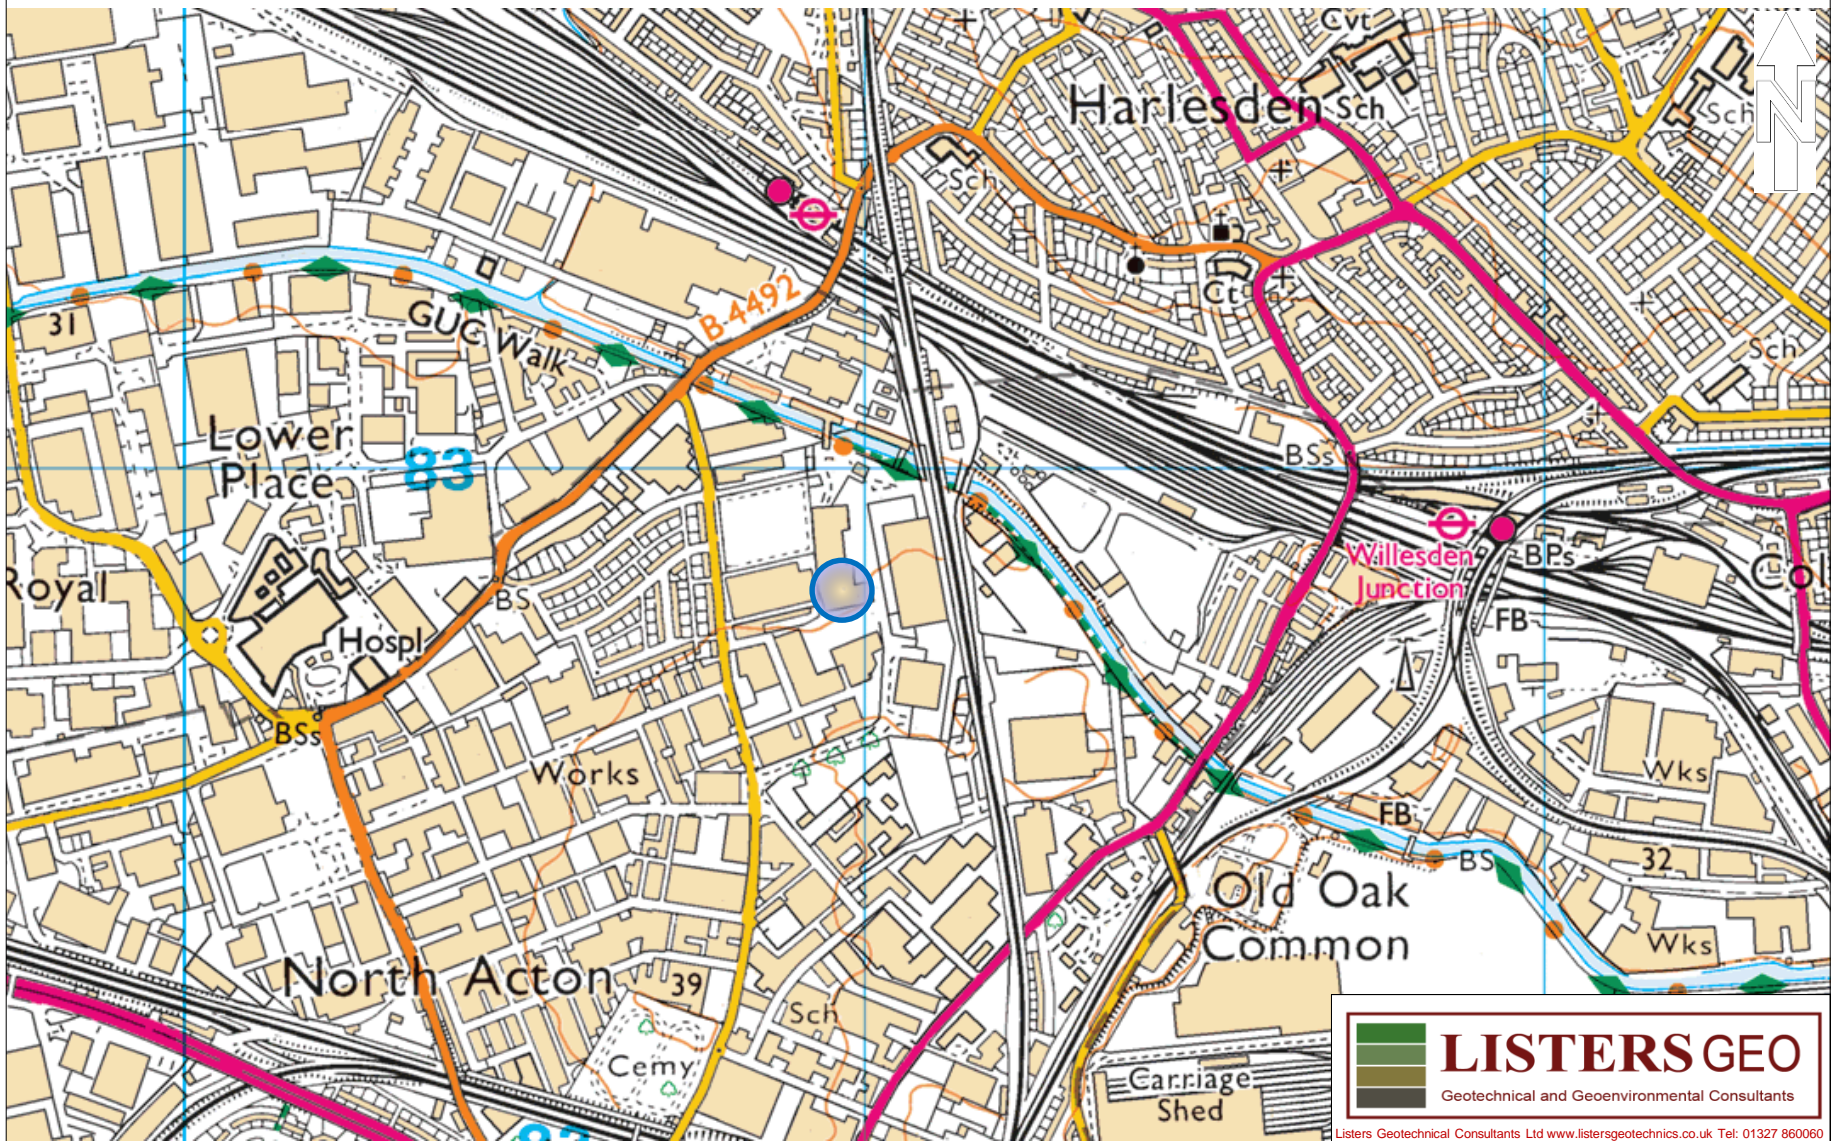 Cvt
Harlesden
Sch
Sch
N
Sch
B 4492
Ct
31
GUC Walk
Sch
Lower
Place
83
BSs
Willesden
Junction
BPs
Col
Royal
BS
FB
Hospl
BSs
Works
Wks
FB
BS
32
Old Oak
Common
Wks
North Acton
39
Sch
Cemy
Carriage
Shed
83
LISTERS GEO
Geotechnical and Geoenvironmental Consultants
Listers Geotechnical Consultants Ltd www.listersgeotechnics.co.uk Tel: 01327 860060